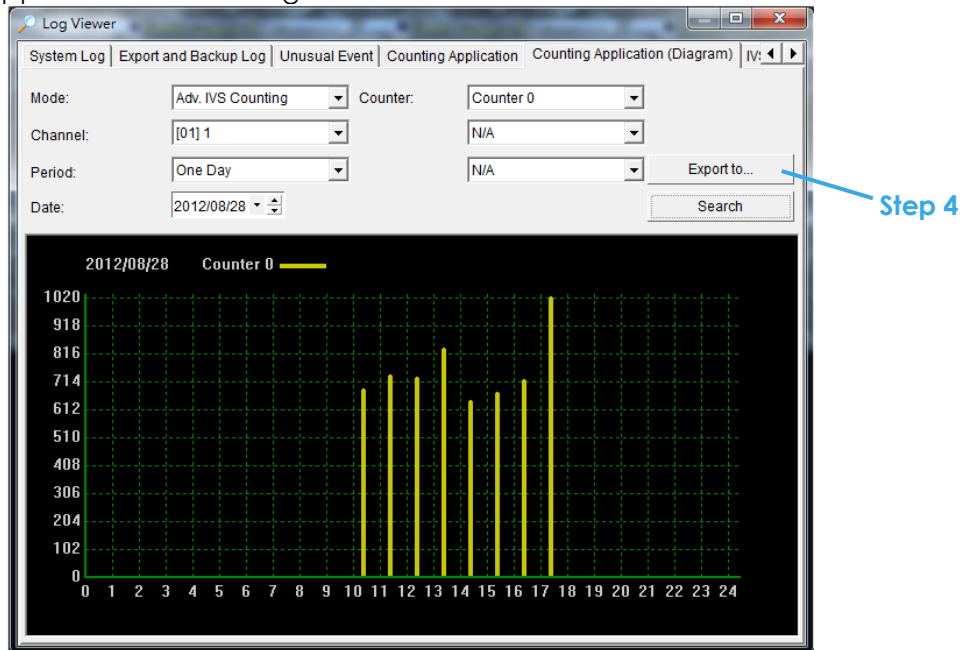 Log Viewer
System Log Export and Backup Log Unusual Event Counting Application Counting Application (Diagram)
Mode: Adv. IVS Counting Counter: Counter 0
Channel: [01] 1 N/A
Period: One Day N/A Export to...
Date: 2012/08/28 Search
Step 4
2012/08/28 Counter 0
1020
918
816
714
612
510
408
306
204
102
0
0 1 2 3 4 5 6 7 8 9 10 11 12 13 14 15 16 17 18 19 20 21 22 23 24